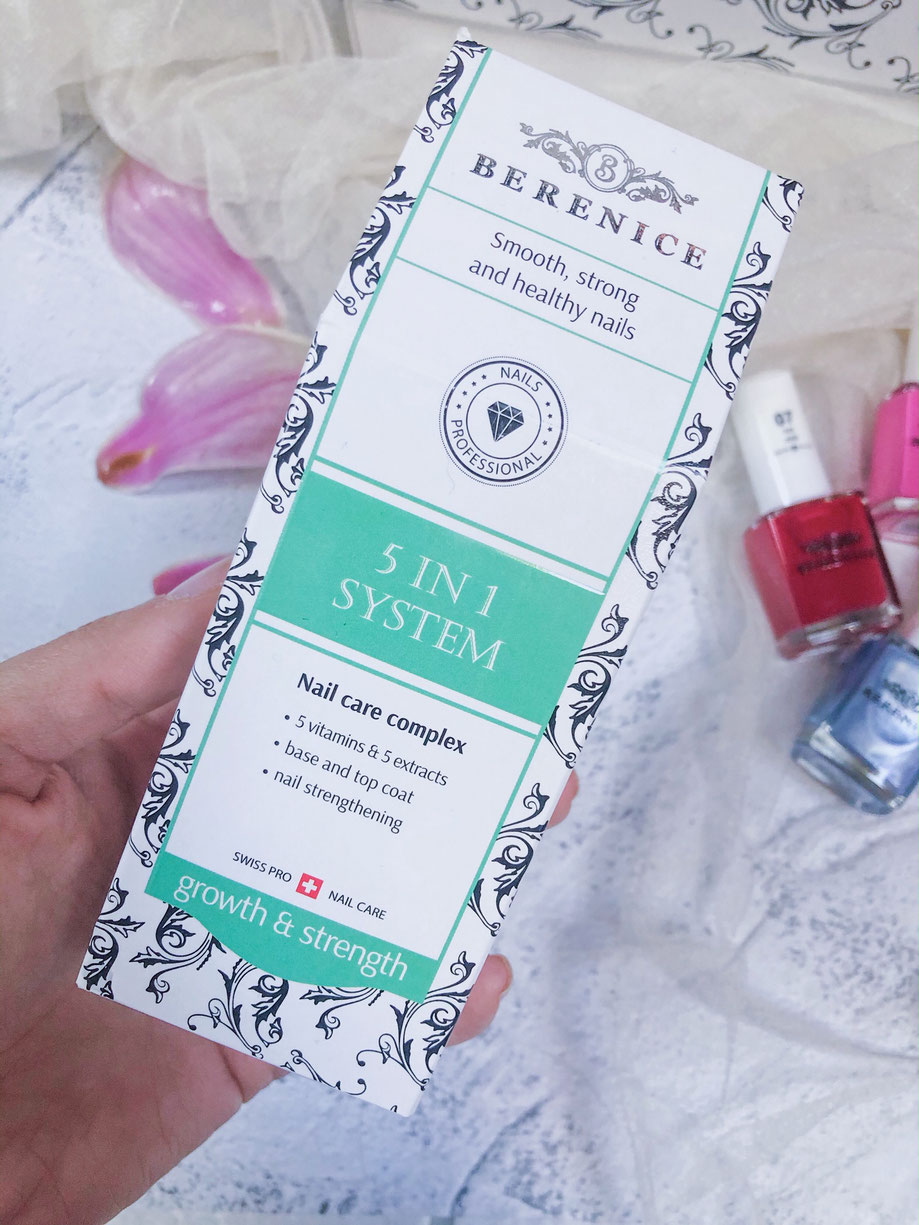 B
BERENICE
Smooth, strong
and healthy nails
NAILS
PROFESSIONAL
5 IN 1
SYSTEM
Nail care complex
• 5 vitamins & 5 extracts
• base and top coat
• nail strengthening
SWISS PRO NAIL CARE
growth & strength
07